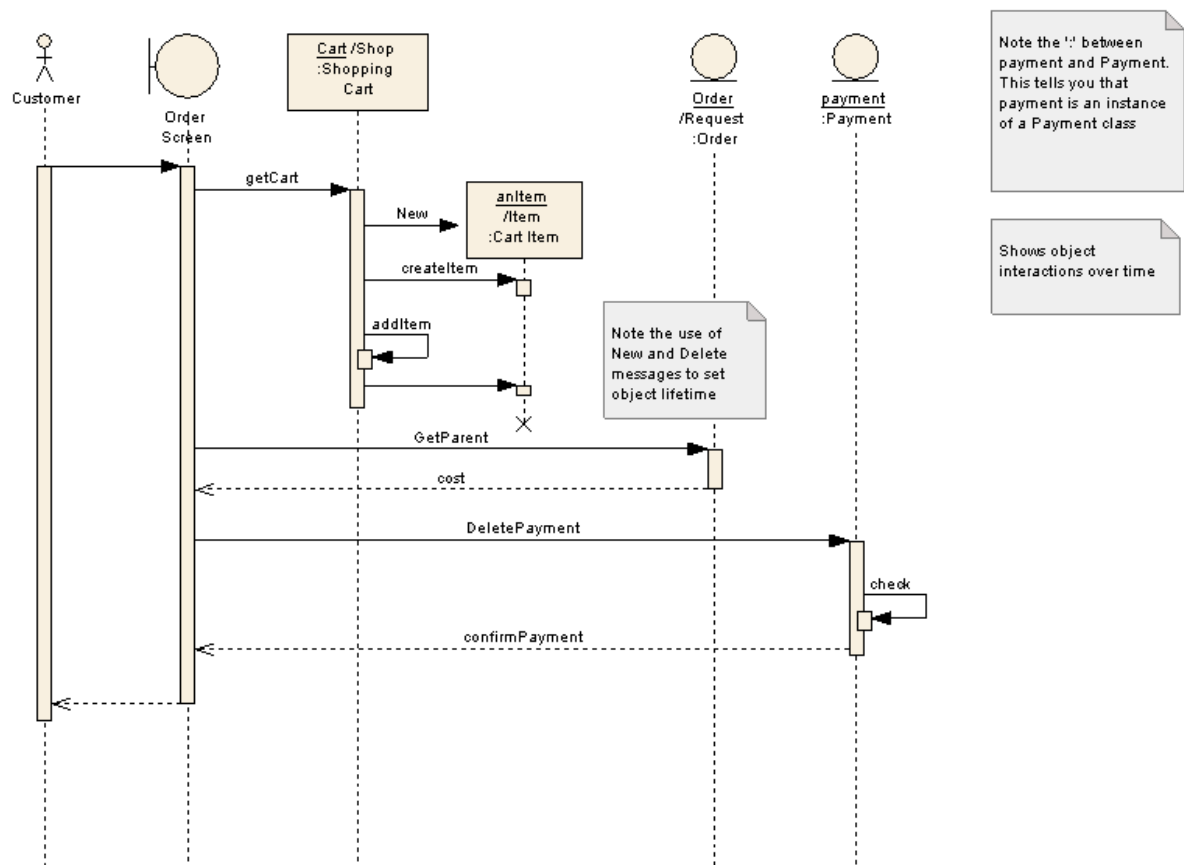 Customer
Order
Screen
Cart /Shop
:Shopping
Cart
Order
/Request
:Order
payment
:Payment
Note the ':' between
payment and Payment.
This tells you that
payment is an instance
of a Payment class
getCart
New
anItem
/Item
:Cart Item
Shows object
interactions over time
createItem
addItem
Note the use of
New and Delete
messages to set
object lifetime
GetParent
cost
DeletePayment
check
confirmPayment